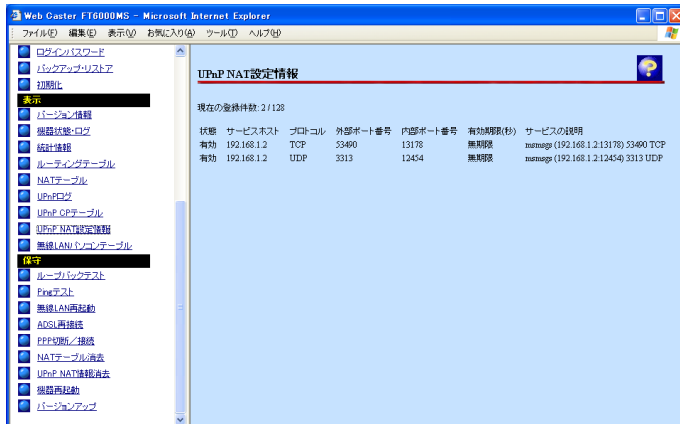 Web Caster FT6000MS - Microsoft Internet Explorer
ファイル(F) 編集(E) 表示(V) お気に入り(A) ツール(T) ヘルプ(H)
ログインパスワード
バックアップ・リストア
初期化
表示
バージョン情報
機器状態・ログ
統計情報
ルーティングテーブル
NATテーブル
UPnPログ
UPnP CPテーブル
UPnP NAT設定情報
無線LANパソコンテーブル
保守
ループバックテスト
Pingテスト
無線LAN再起動
ADSL再接続
PPP切断/接続
NATテーブル消去
UPnP NAT情報消去
機器再起動
バージョンアップ
UPnP NAT設定情報
?
現在の登録件数: 2 / 128
状態 サービスホスト プロトコル 外部ポート番号 内部ポート番号 有効期限(秒) サービスの説明
有効 192.168.1.2 TCP 53490 13178 無期限 msmsgs (192.168.1.2:13178) 53490 TCP
有効 192.168.1.2 UDP 3313 12454 無期限 msmsgs (192.168.1.2:12454) 3313 UDP